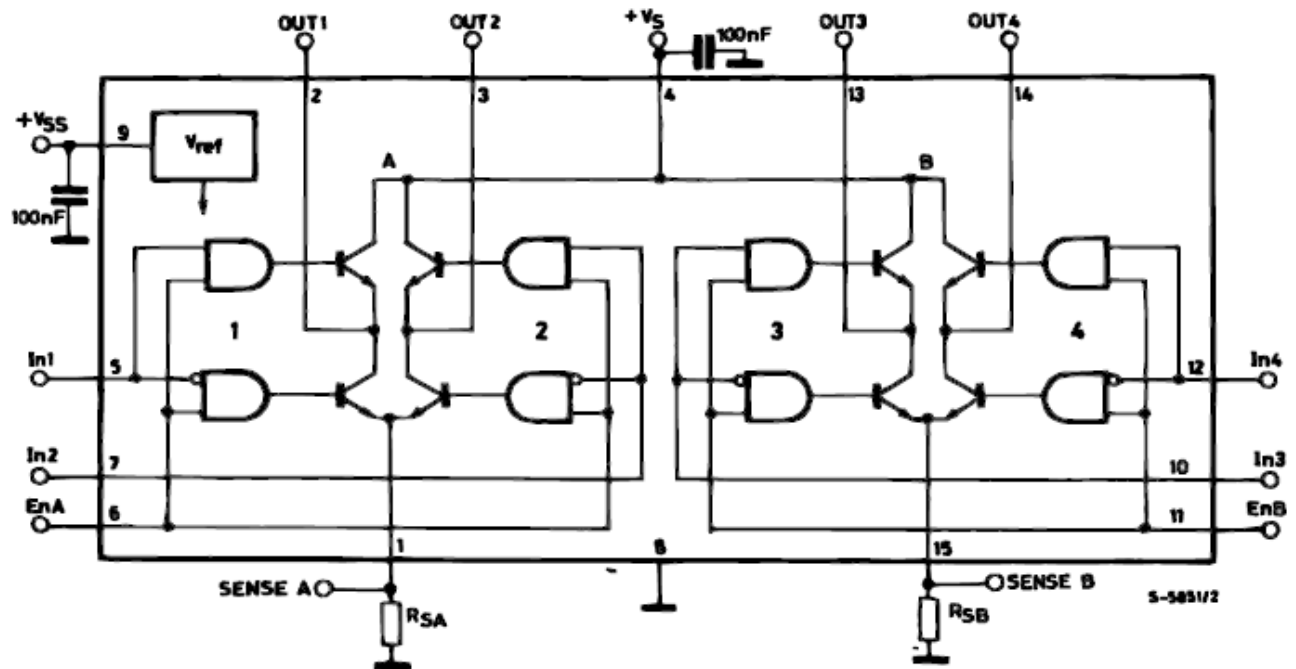 OUT1
OUT2
+VS
100nF
OUT3
OUT4
2
3
4
13
14
+VSS
9
Vref
A
B
100nF
1
2
3
4
In1
5
12
In4
In2
7
10
In3
EnA
6
11
EnB
1
8
15
SENSE A
RSA
SENSE B
RSB
S-5851/2